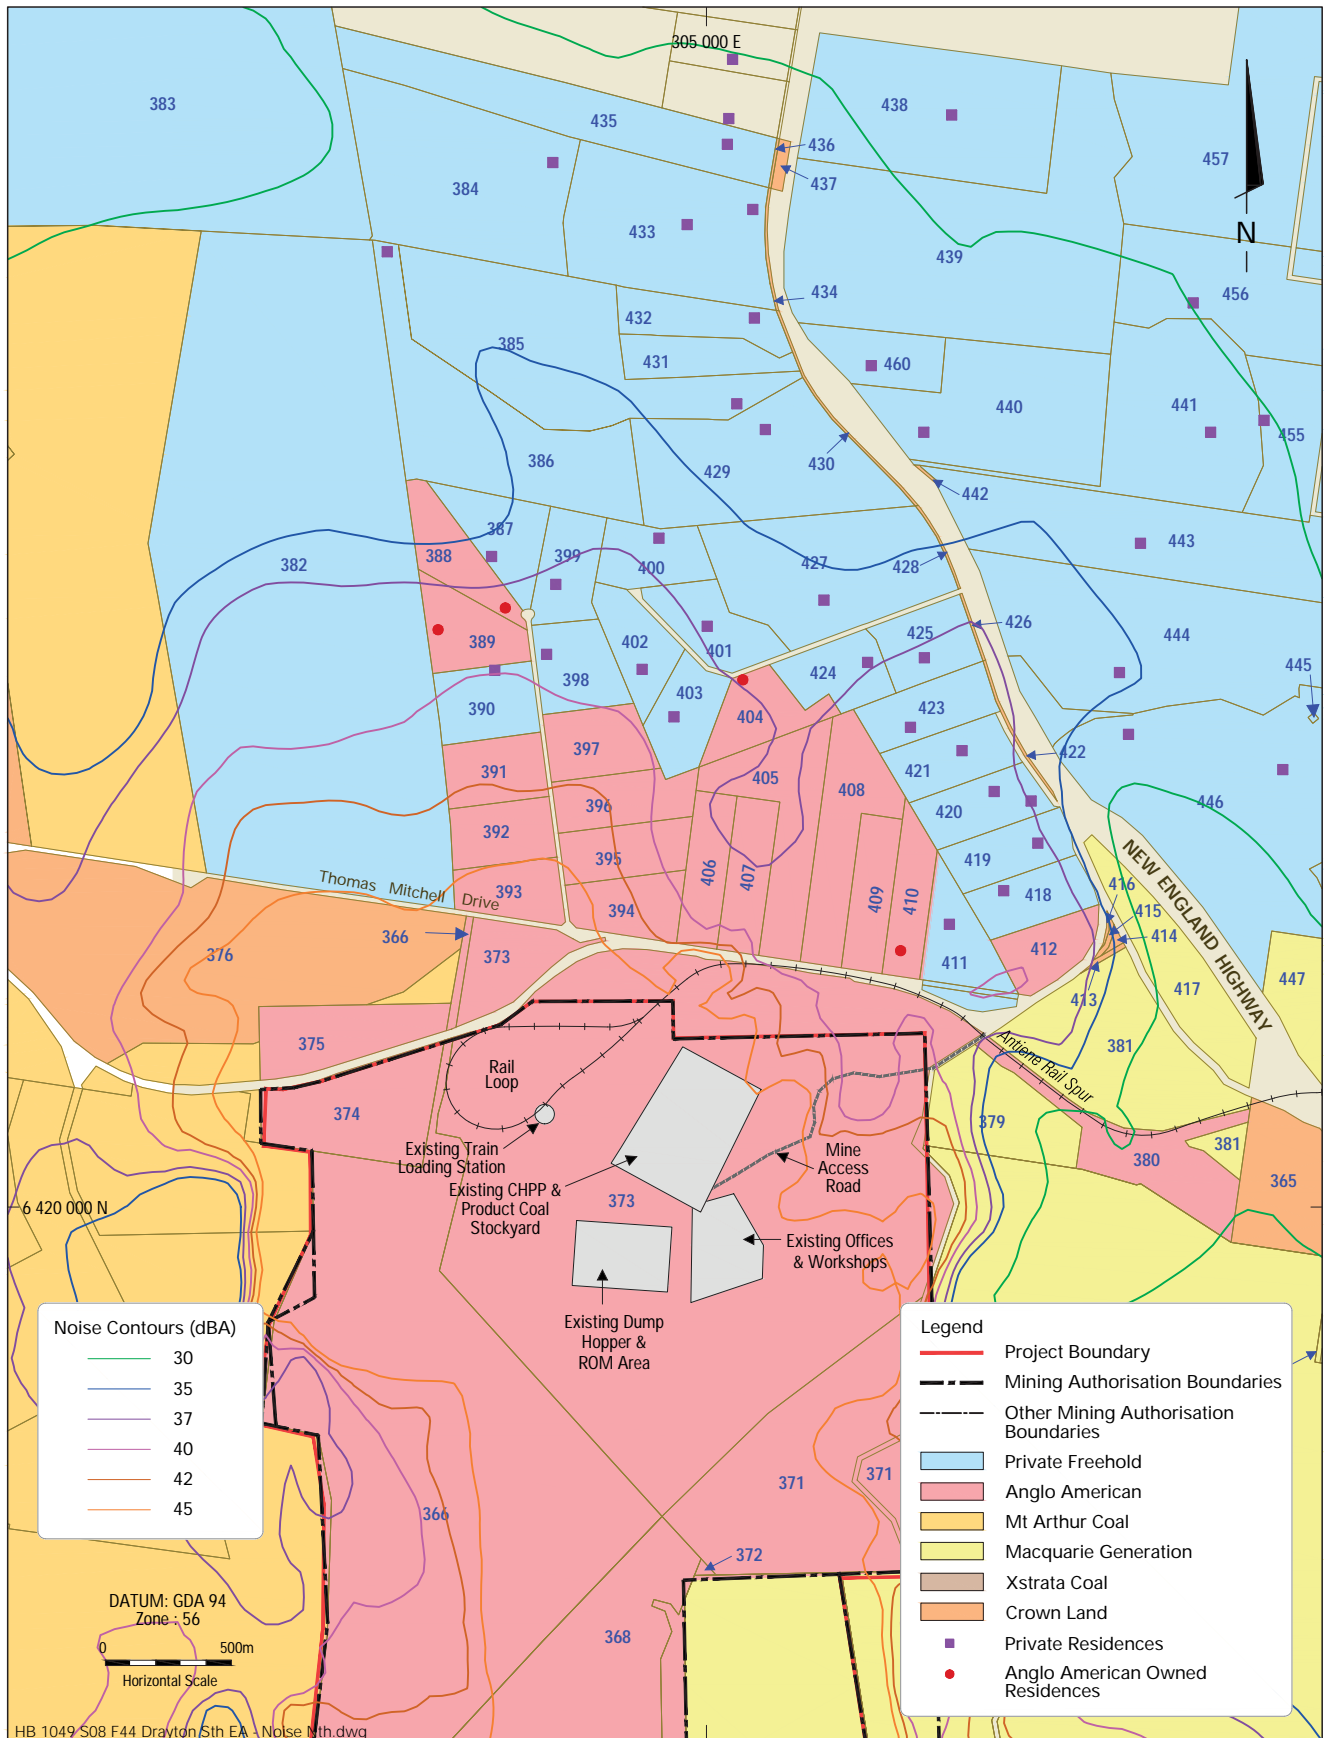 305 000 E
383
435
438
436
457
437
384
433
439
N
434
456
432
460
385
431
440
441
455
386
429
430
442
387
399
443
388
400
427
428
382
389
402
401
425
426
444
398
424
445
390
403
404
423
422
397
391
405
421
408
446
396
420
392
395
406
407
419
409
410
418
416
393
394
415
414
Thomas Mitchell Drive
NEW ENGLAND HIGHWAY
366
376
373
411
412
413
417
447
375
Antiene Rail Spur
381
Rail
Loop
374
379
381
380
365
Existing Train
Loading Station
Mine
Access
Road
Existing CHPP &
Product Coal
Stockyard
373
6 420 000 N
Existing Offices
& Workshops
Existing Dump
Hopper &
ROM Area
Noise Contours (dBA)
30
35
37
40
42
45
371
371
366
372
368
Legend
Project Boundary
Mining Authorisation Boundaries
Other Mining Authorisation
Boundaries
Private Freehold
Anglo American
Mt Arthur Coal
Macquarie Generation
Xstrata Coal
Crown Land
Private Residences
Anglo American Owned
Residences
DATUM: GDA 94
Zone : 56
0 500m
Horizontal Scale
HB 1049 S08 F44 Drayton Sth EA - Noise Nth.dwg